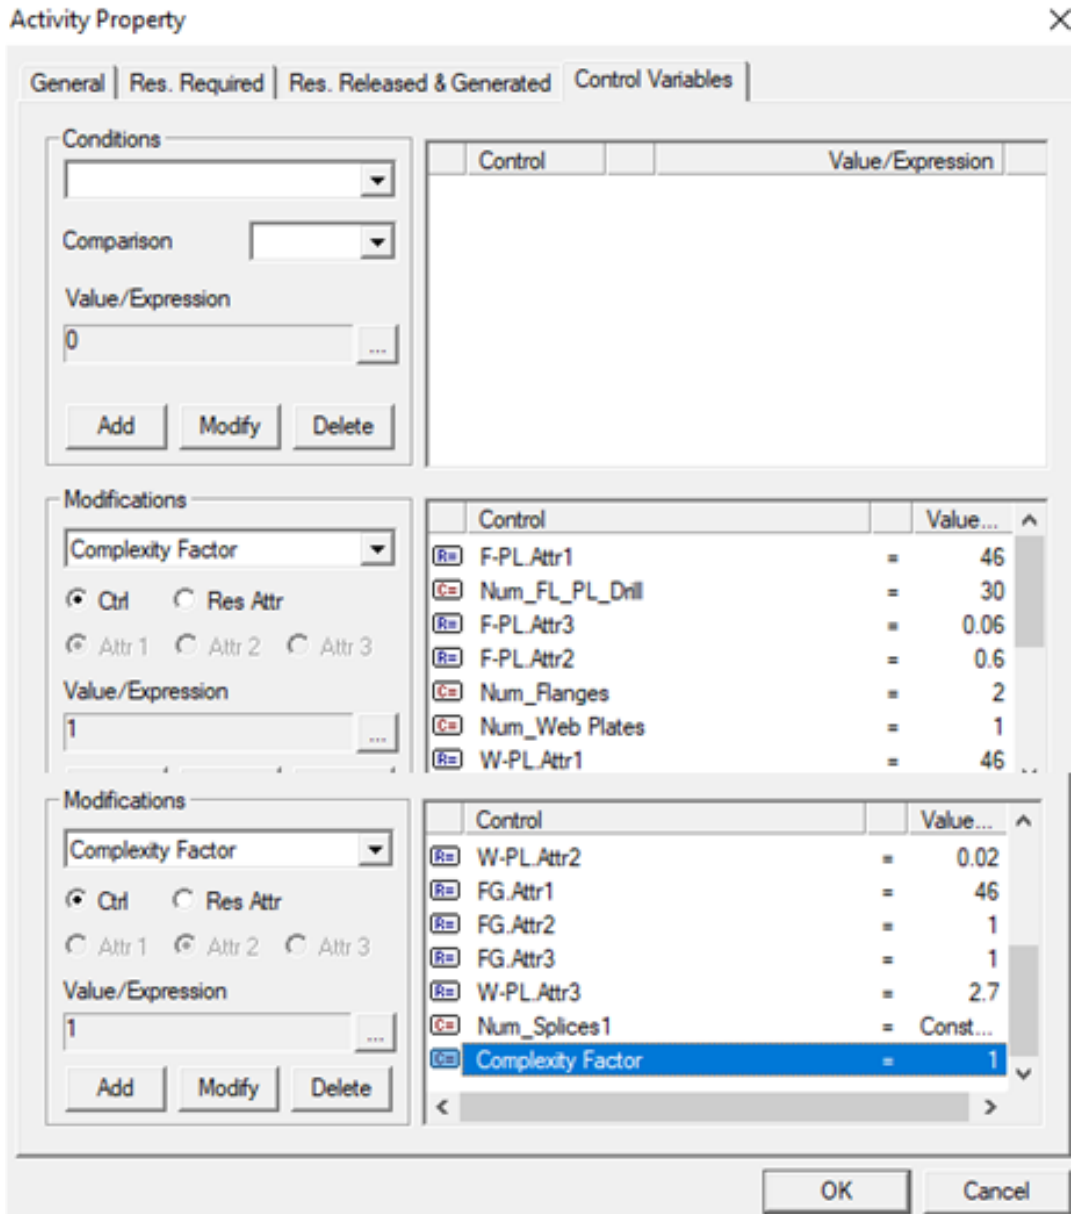 Activity Property
General Res. Required Res. Released & Generated Control Variables
Conditions
Comparison
Value/Expression
0
...
Add Modify Delete
Control Value/Expression
Modifications
Complexity Factor
Ctrl Res Attr
Attr 1 Attr 2 Attr 3
Value/Expression
1
...
Control Value...
R= F-PL.Attr1 = 46
C= Num_FL_PL_Drill = 30
R= F-PL.Attr3 = 0.06
R= F-PL.Attr2 = 0.6
C= Num_Flanges = 2
C= Num_Web Plates = 1
R= W-PL.Attr1 = 46
Modifications
Complexity Factor
Ctrl Res Attr
Attr 1 Attr 2 Attr 3
Value/Expression
1
...
Add Modify Delete
Control Value...
R= W-PL.Attr2 = 0.02
R= FG.Attr1 = 46
R= FG.Attr2 = 1
R= FG.Attr3 = 1
R= W-PL.Attr3 = 2.7
C= Num_Splices1 = Const...
C= Complexity Factor = 1
OK Cancel